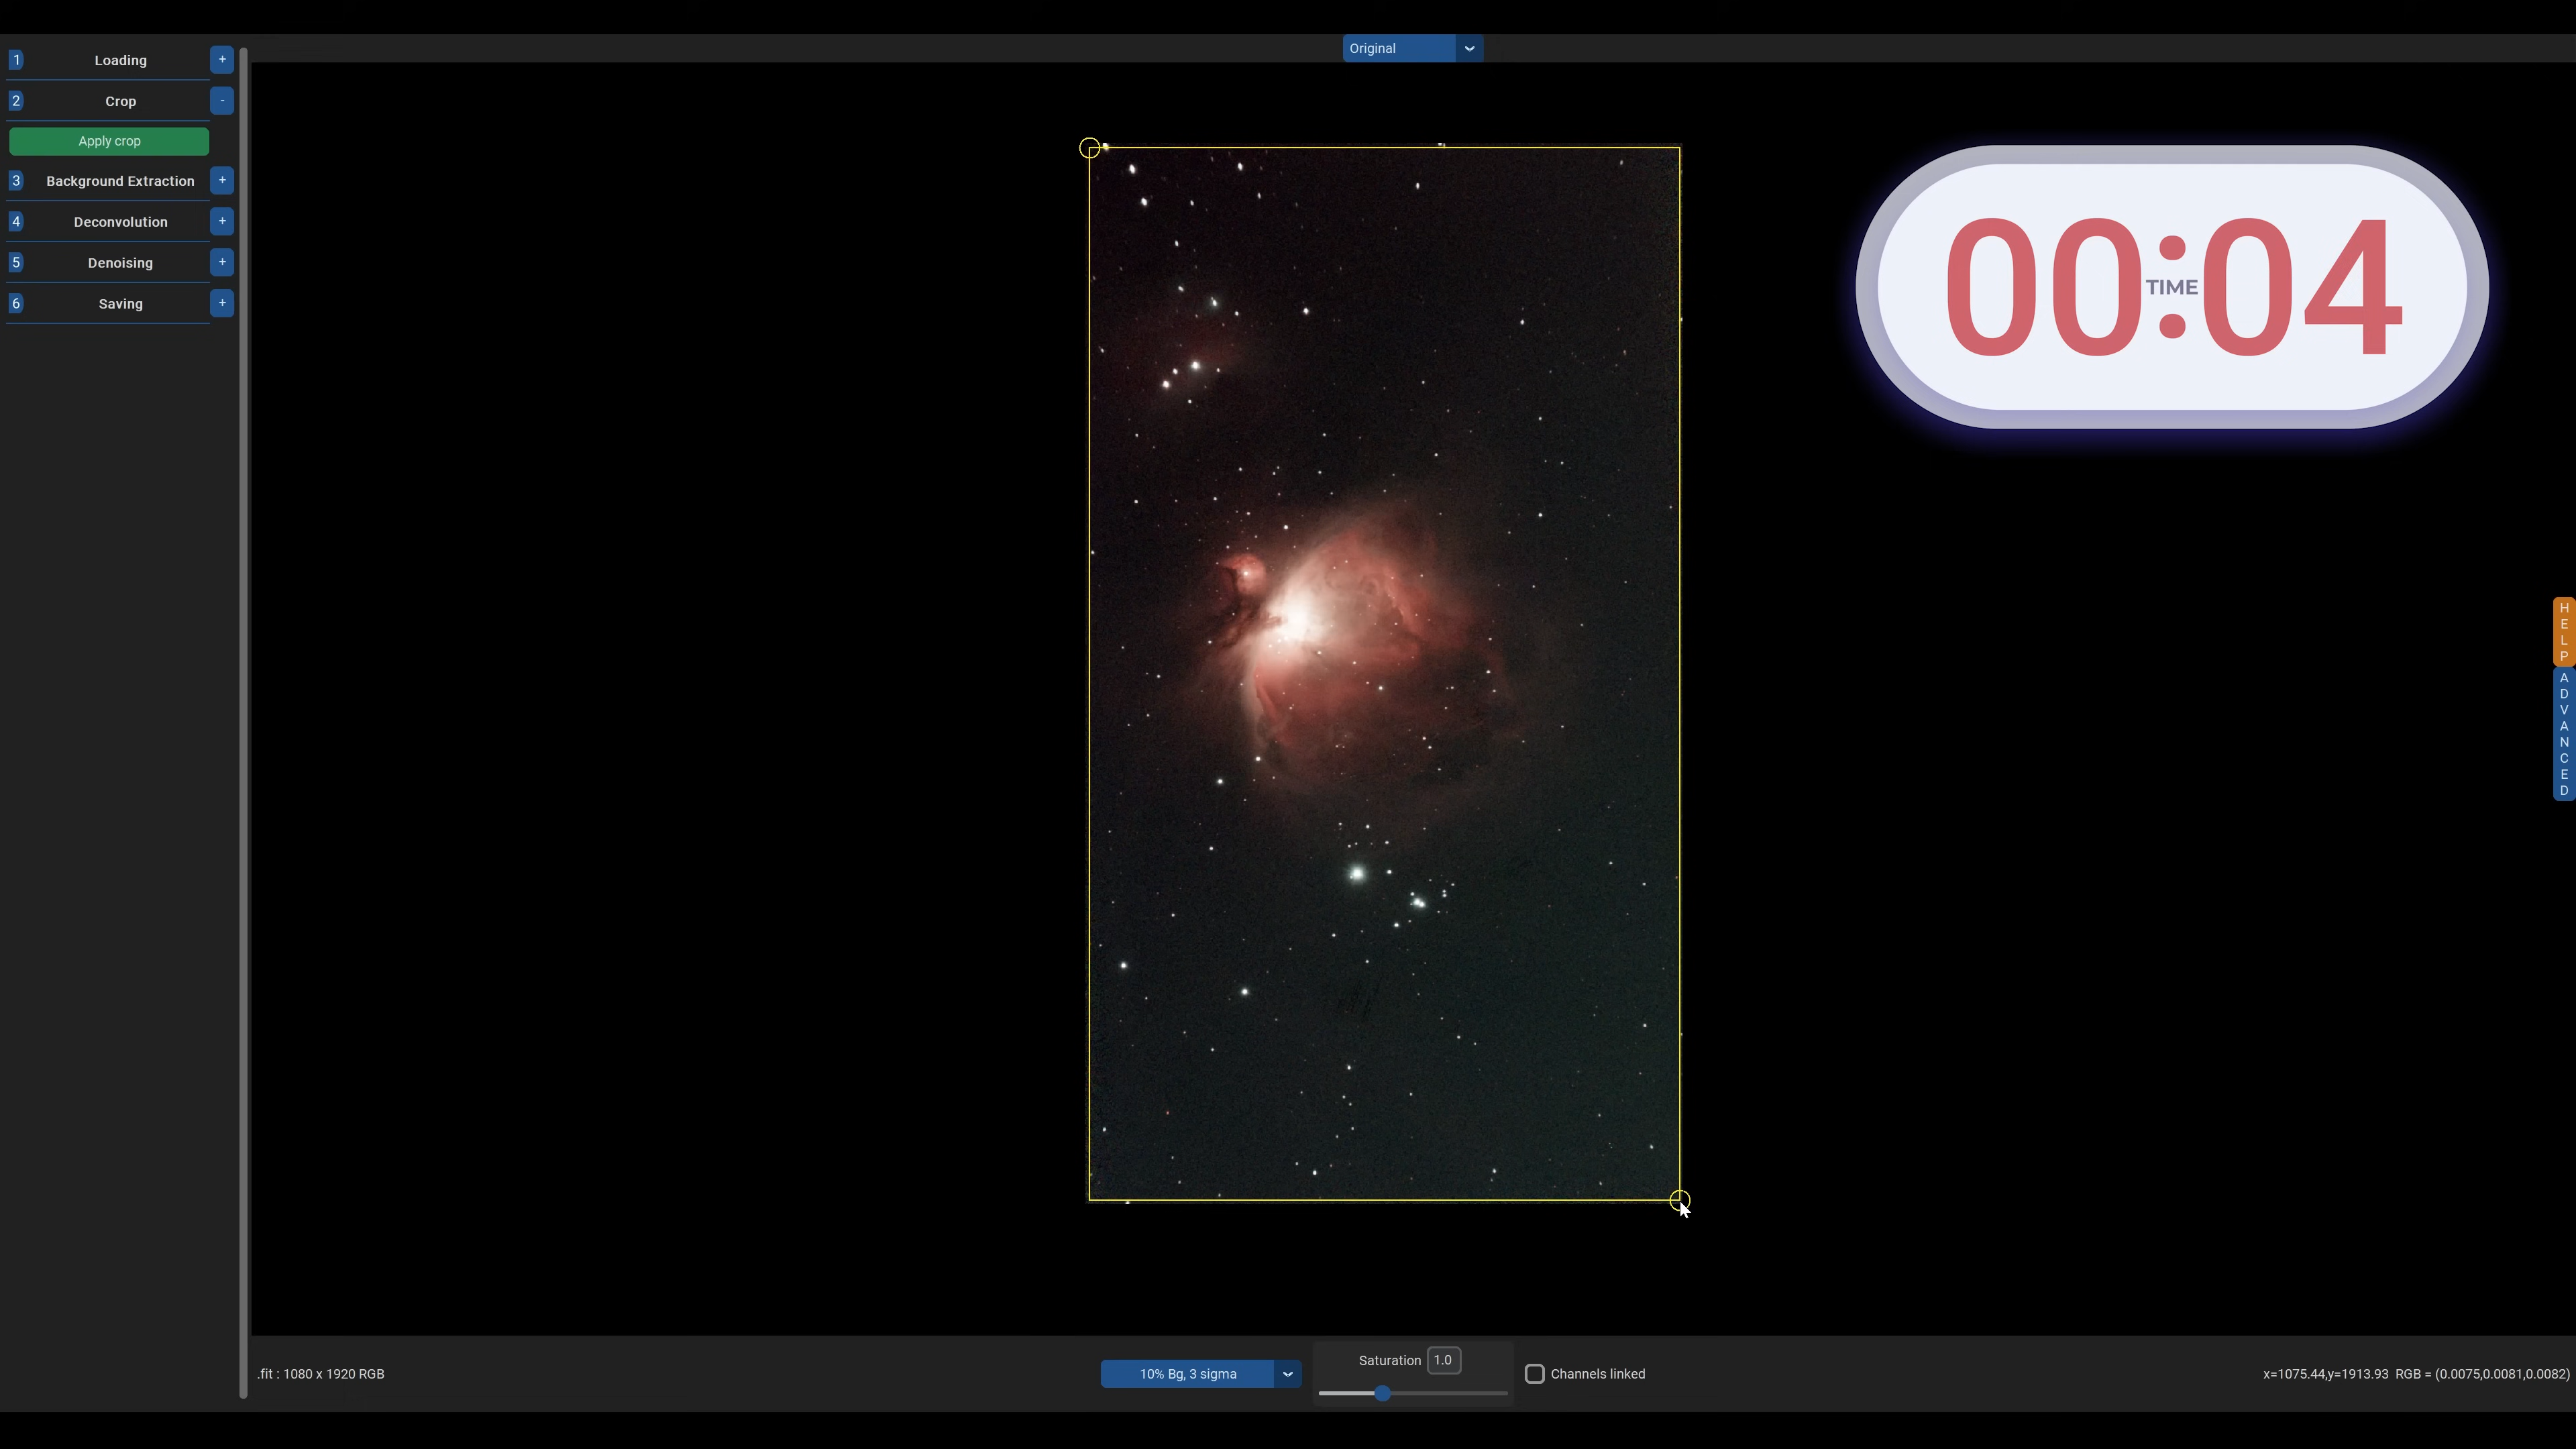 Original
1 Loading +
2 Crop -
Apply crop
3 Background Extraction +
4 Deconvolution +
5 Denoising +
6 Saving +
00:04
TIME
HELP
ADVANCED
.fit : 1080 x 1920 RGB
10% Bg, 3 sigma
Saturation 1.0
Channels linked
x=1075.44,y=1913.93 RGB = (0.0075,0.0081,0.0082)